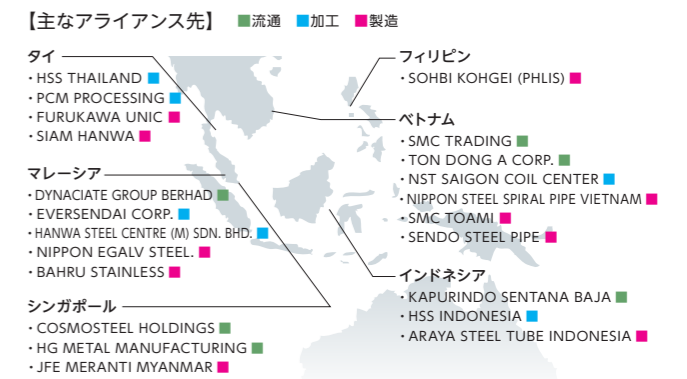 【主なアライアンス先】 ■流通 ■加工 ■製造
タイ
・HSS THAILAND ■
・PCM PROCESSING ■
・FURUKAWA UNIC ■
・SIAM HANWA ■
マレーシア
・DYNACIATE GROUP BERHAD ■
・EVERSENDAI CORP. ■
・HANWA STEEL CENTRE (M) SDN. BHD. ■
・NIPPON EGALV STEEL. ■
・BAHRU STAINLESS ■
シンガポール
・COSMOSTEEL HOLDINGS ■
・HG METAL MANUFACTURING ■
・JFE MERANTI MYANMAR ■
フィリピン
・SOHBI KOHGEI (PHLIS) ■
ベトナム
・SMC TRADING ■
・TON DONG A CORP. ■
・NST SAIGON COIL CENTER ■
・NIPPON STEEL SPIRAL PIPE VIETNAM ■
・SMC TOAMI ■
・SENDO STEEL PIPE ■
インドネシア
・KAPURINDO SENTANA BAJA ■
・HSS INDONESIA ■
・ARAYA STEEL TUBE INDONESIA ■